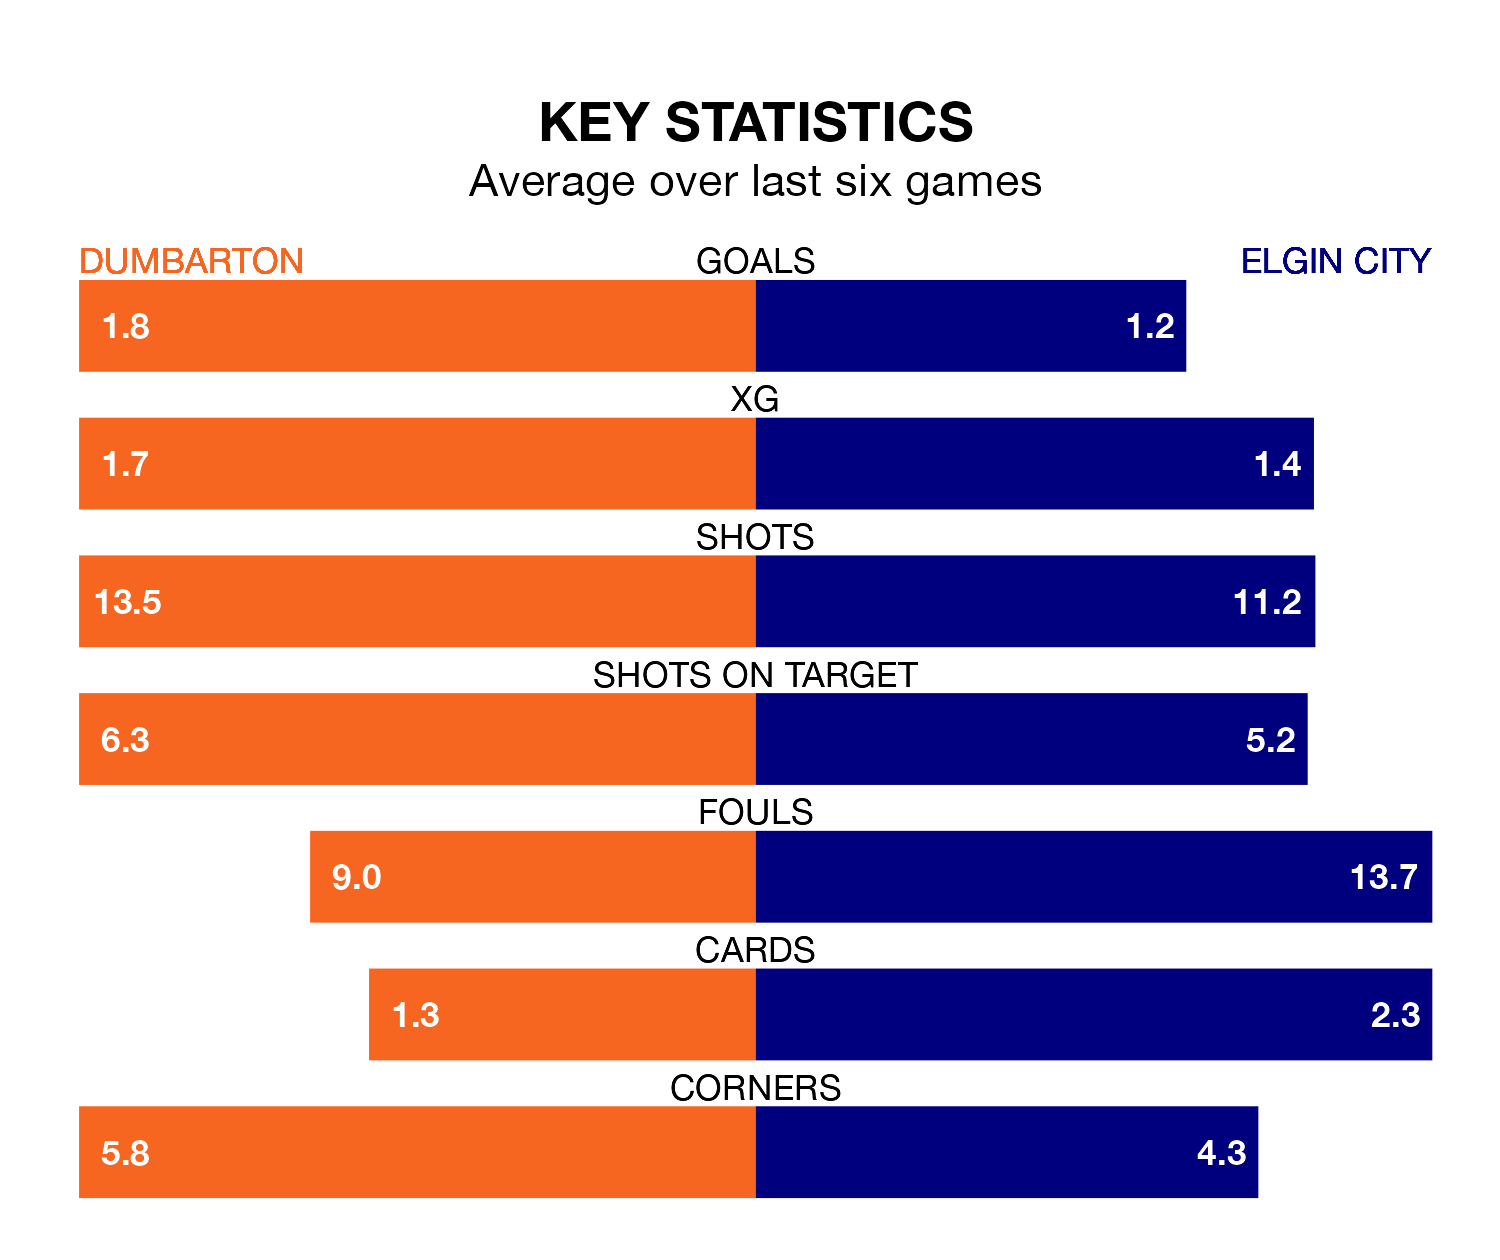 KEY STATISTICS
Average over last six games
DUMBARTON GOALS ELGIN CITY
1.8 1.2
XG
1.7 1.4
SHOTS
13.5 11.2
SHOTS ON TARGET
6.3 5.2
FOULS
9.0 13.7
CARDS
1.3 2.3
CORNERS
5.8 4.3